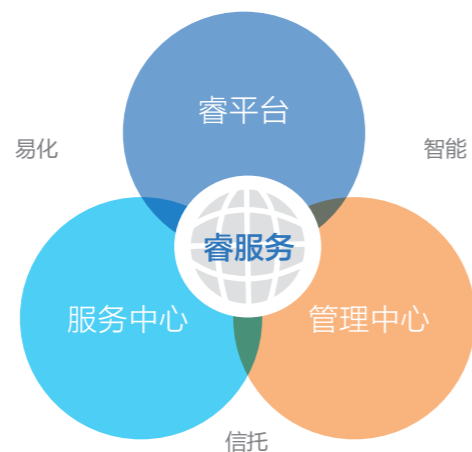 睿平台
易化
智能
睿服务
服务中心
管理中心
信托